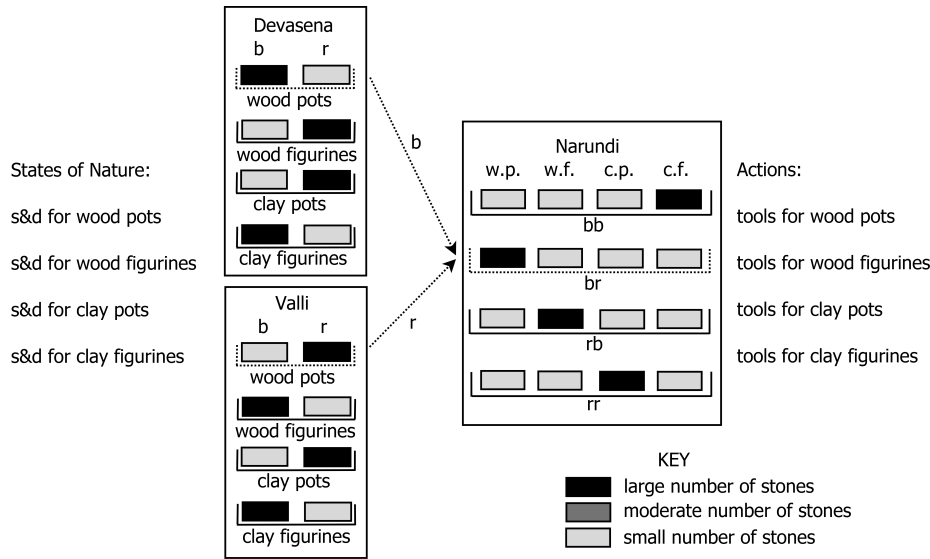 States of Nature:
s&d for wood pots
s&d for wood figurines
s&d for clay pots
s&d for clay figurines
Devasena
b r
wood pots
wood figurines
clay pots
clay figurines
Valli
b r
wood pots
wood figurines
clay pots
clay figurines
b
r
Narundi
w.p. w.f. c.p. c.f.
bb
br
rb
rr
Actions:
tools for wood pots
tools for wood figurines
tools for clay pots
tools for clay figurines
KEY
large number of stones
moderate number of stones
small number of stones